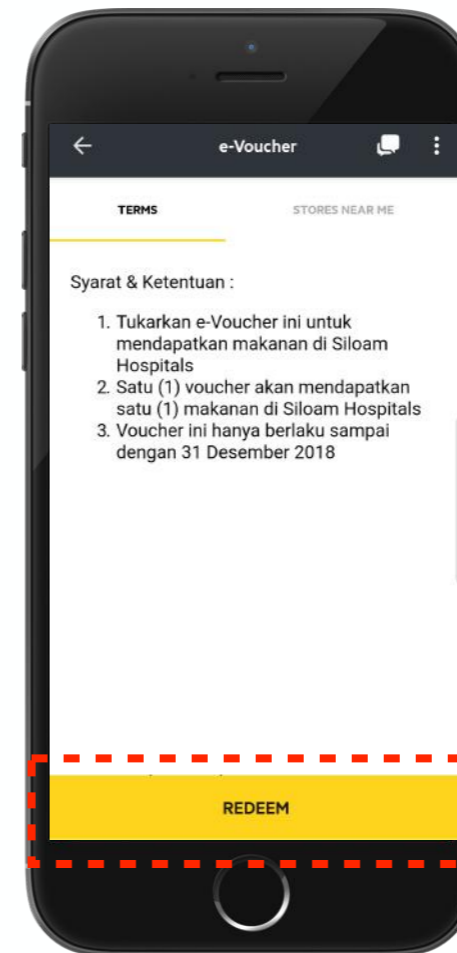 e-Voucher
TERMS
STORES NEAR ME
Syarat & Ketentuan :
1. Tukarkan e-Voucher ini untuk
mendapatkan makanan di Siloam
Hospitals
2. Satu (1) voucher akan mendapatkan
satu (1) makanan di Siloam Hospitals
3. Voucher ini hanya berlaku sampai
dengan 31 Desember 2018
REDEEM